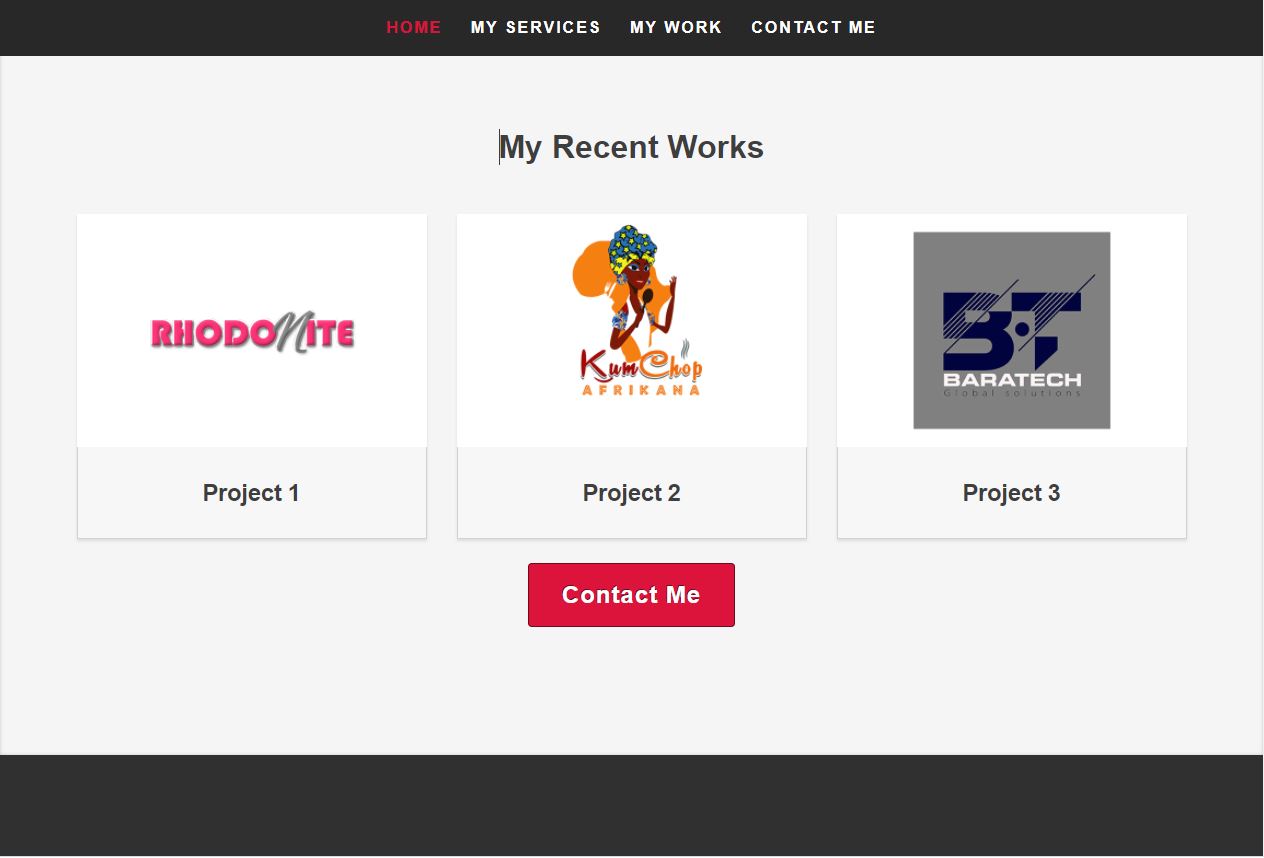 HOME MY SERVICES MY WORK CONTACT ME
My Recent Works
RHODONITE
KumChop
AFRIKANA
BT
BARATECH
Global solutions
Project 1 Project 2 Project 3
Contact Me